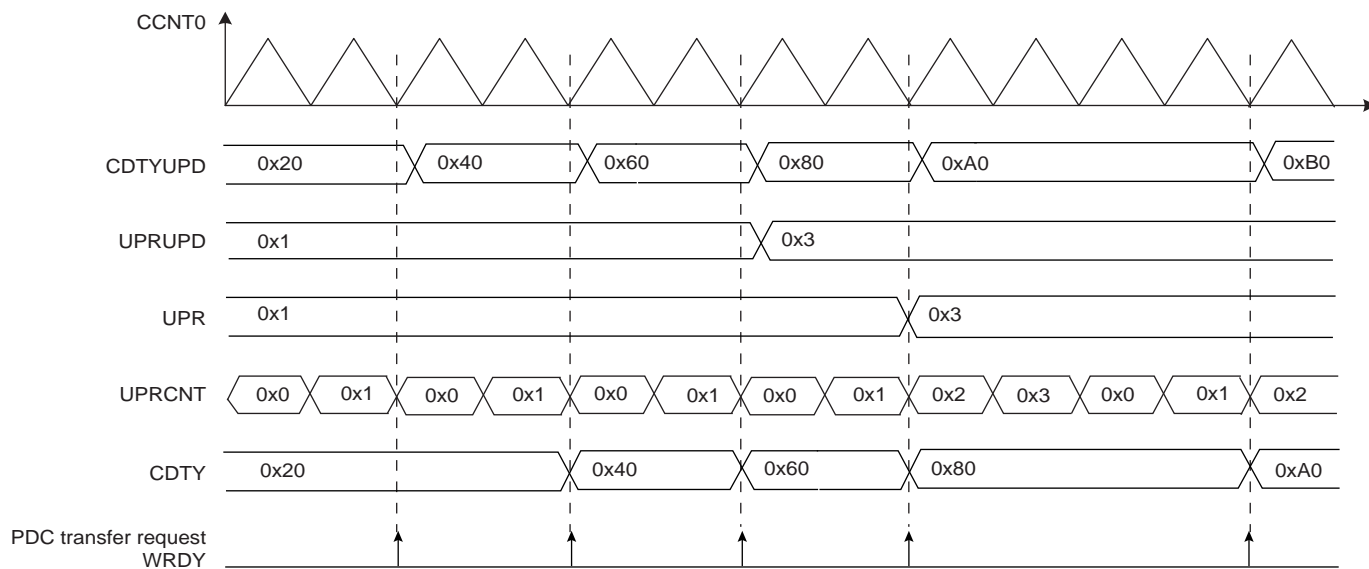 CCNT0
CDTYUPD 0x20 0x40 0x60 0x80 0xA0 0xB0
UPRUPD 0x1 0x3
UPR 0x1 0x3
UPRCNT 0x0 0x1 0x0 0x1 0x0 0x1 0x0 0x1 0x2 0x3 0x0 0x1 0x2
CDTY 0x20 0x40 0x60 0x80 0xA0
PDC transfer request
WRDY